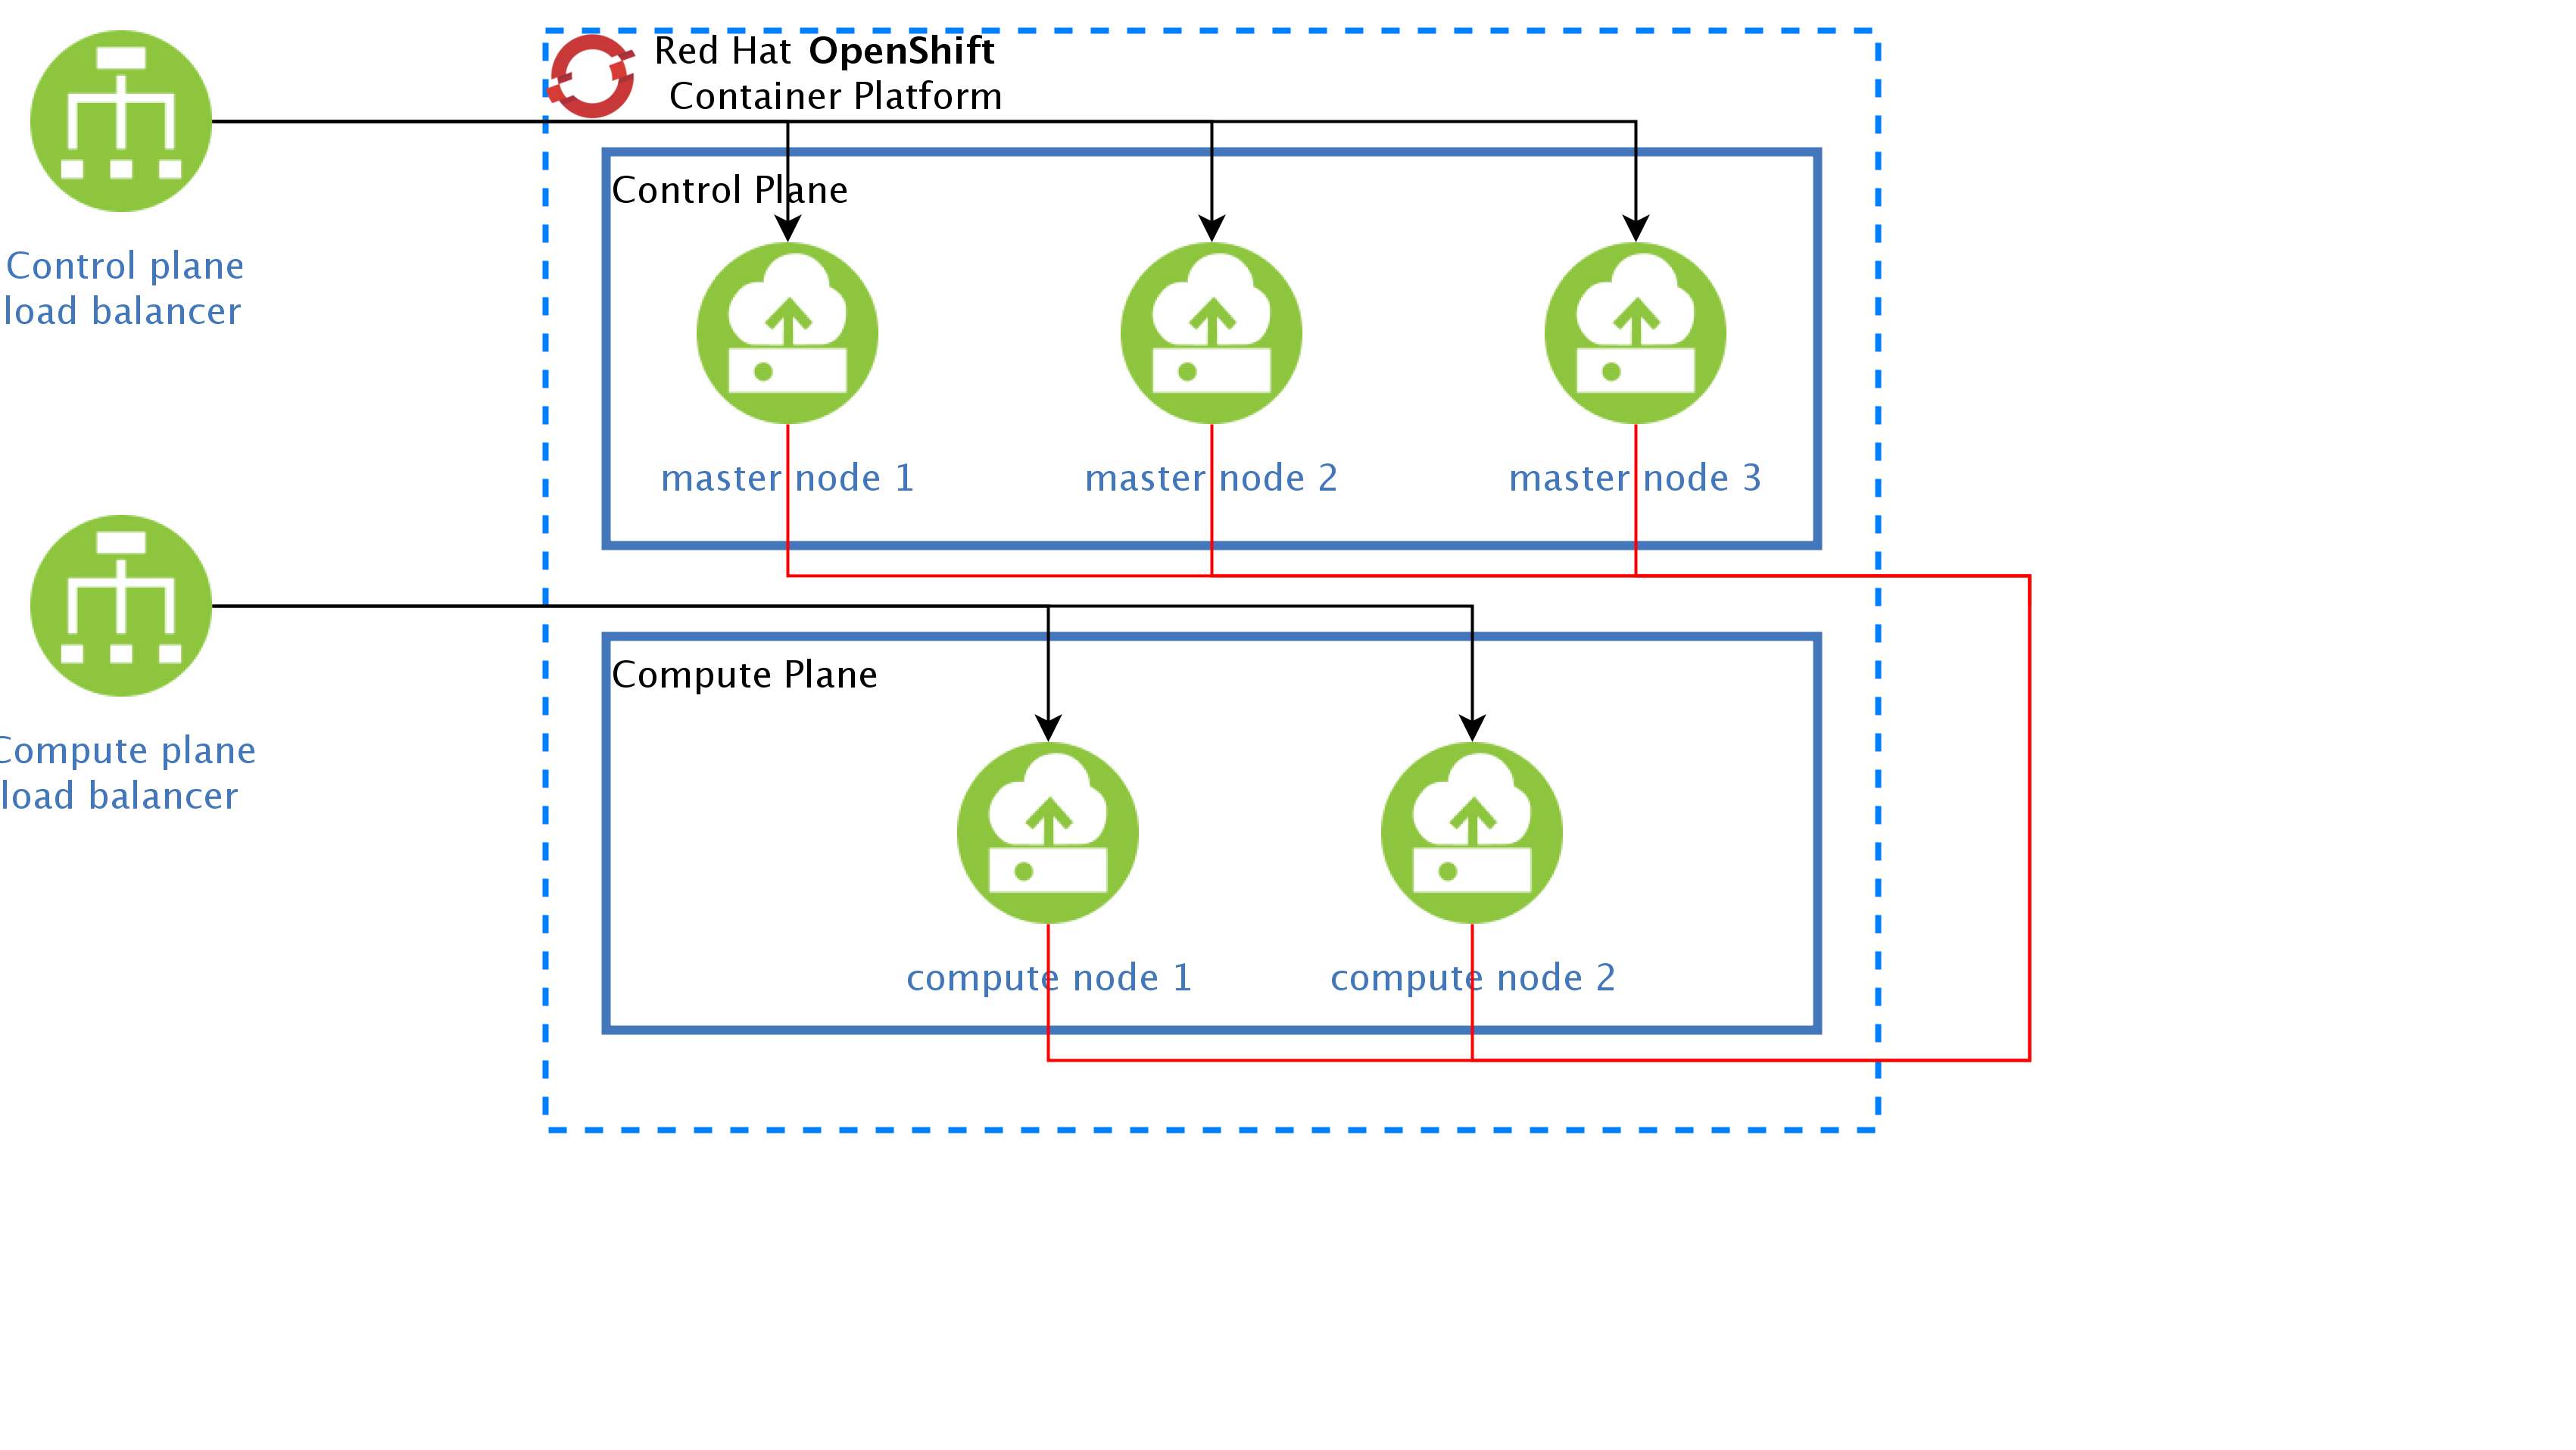 Red Hat OpenShift
Container Platform
Control Plane
Control plane
load balancer
master node 1
master node 2
master node 3
Compute Plane
Compute plane
load balancer
compute node 1
compute node 2